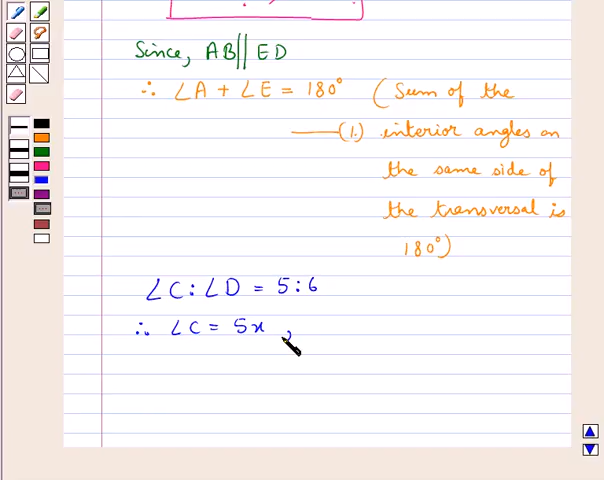 Since, AB || ED
∴ ∠A + ∠E = 180° (Sum of the
——(1.) interior angles on
the same side of
the transversal is
180°)
∠C : ∠D = 5 : 6
∴ ∠C = 5x ,